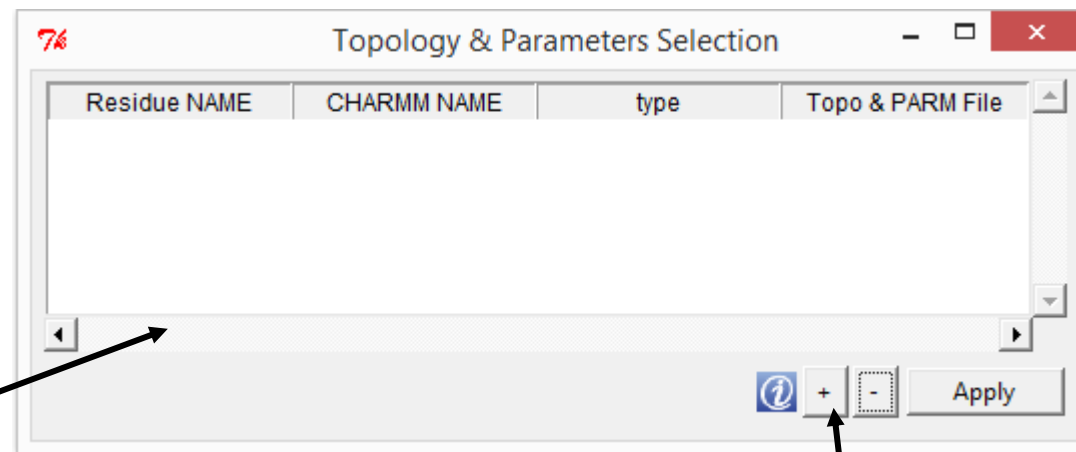 Topology & Parameters Selection
Residue NAME CHARMM NAME type Topo & PARM File
+ - Apply